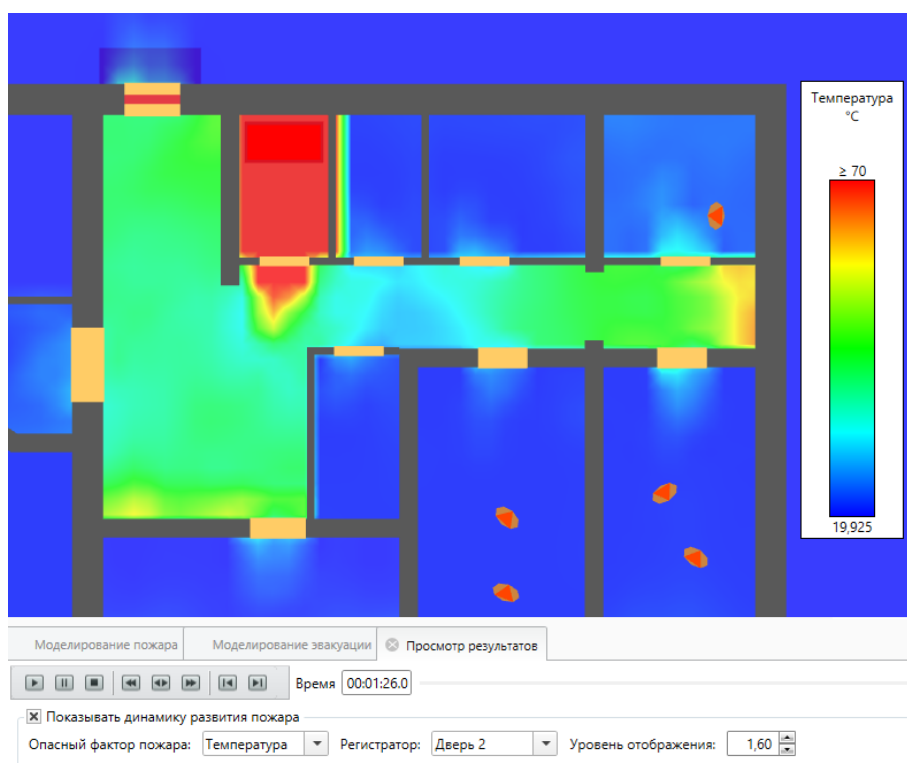 Температура
°C
≥ 70
19,925
Моделирование пожара Моделирование эвакуации Просмотр результатов
Время 00:01:26.0
Показывать динамику развития пожара
Опасный фактор пожара: Температура Регистратор: Дверь 2 Уровень отображения: 1,60